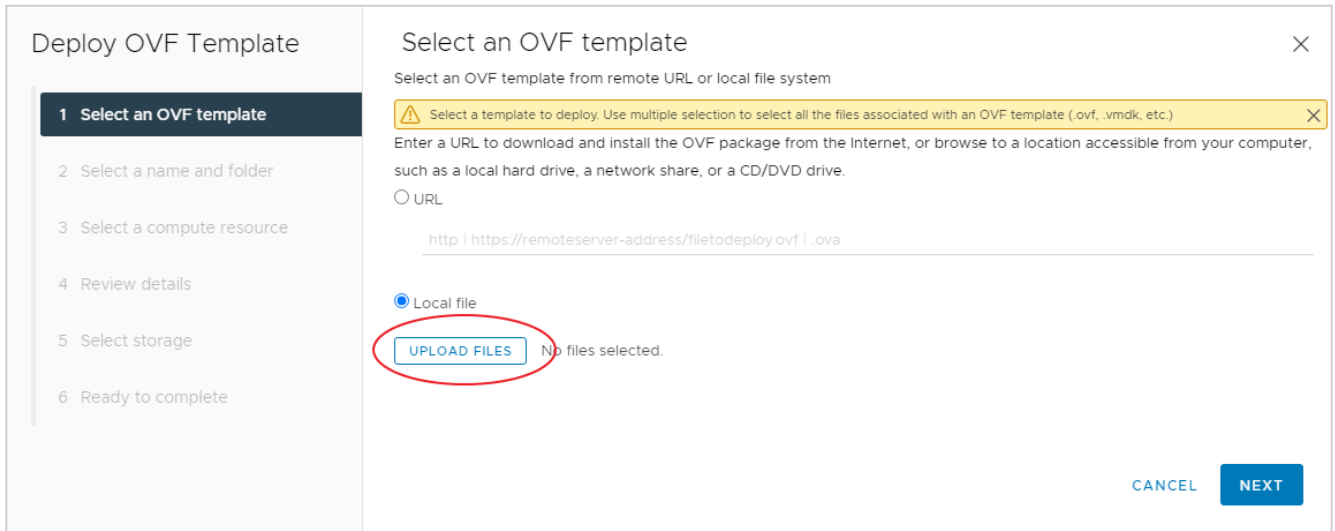 Deploy OVF Template
1 Select an OVF template
2 Select a name and folder
3 Select a compute resource
4 Review details
5 Select storage
6 Ready to complete
Select an OVF template
Select an OVF template from remote URL or local file system
Select a template to deploy. Use multiple selection to select all the files associated with an OVF template (.ovf, .vmdk, etc.)
Enter a URL to download and install the OVF package from the Internet, or browse to a location accessible from your computer,
such as a local hard drive, a network share, or a CD/DVD drive.
URL
http | https://remoteserver-address/filetodeploy.ovf | .ova
Local file
UPLOAD FILES No files selected.
CANCEL NEXT